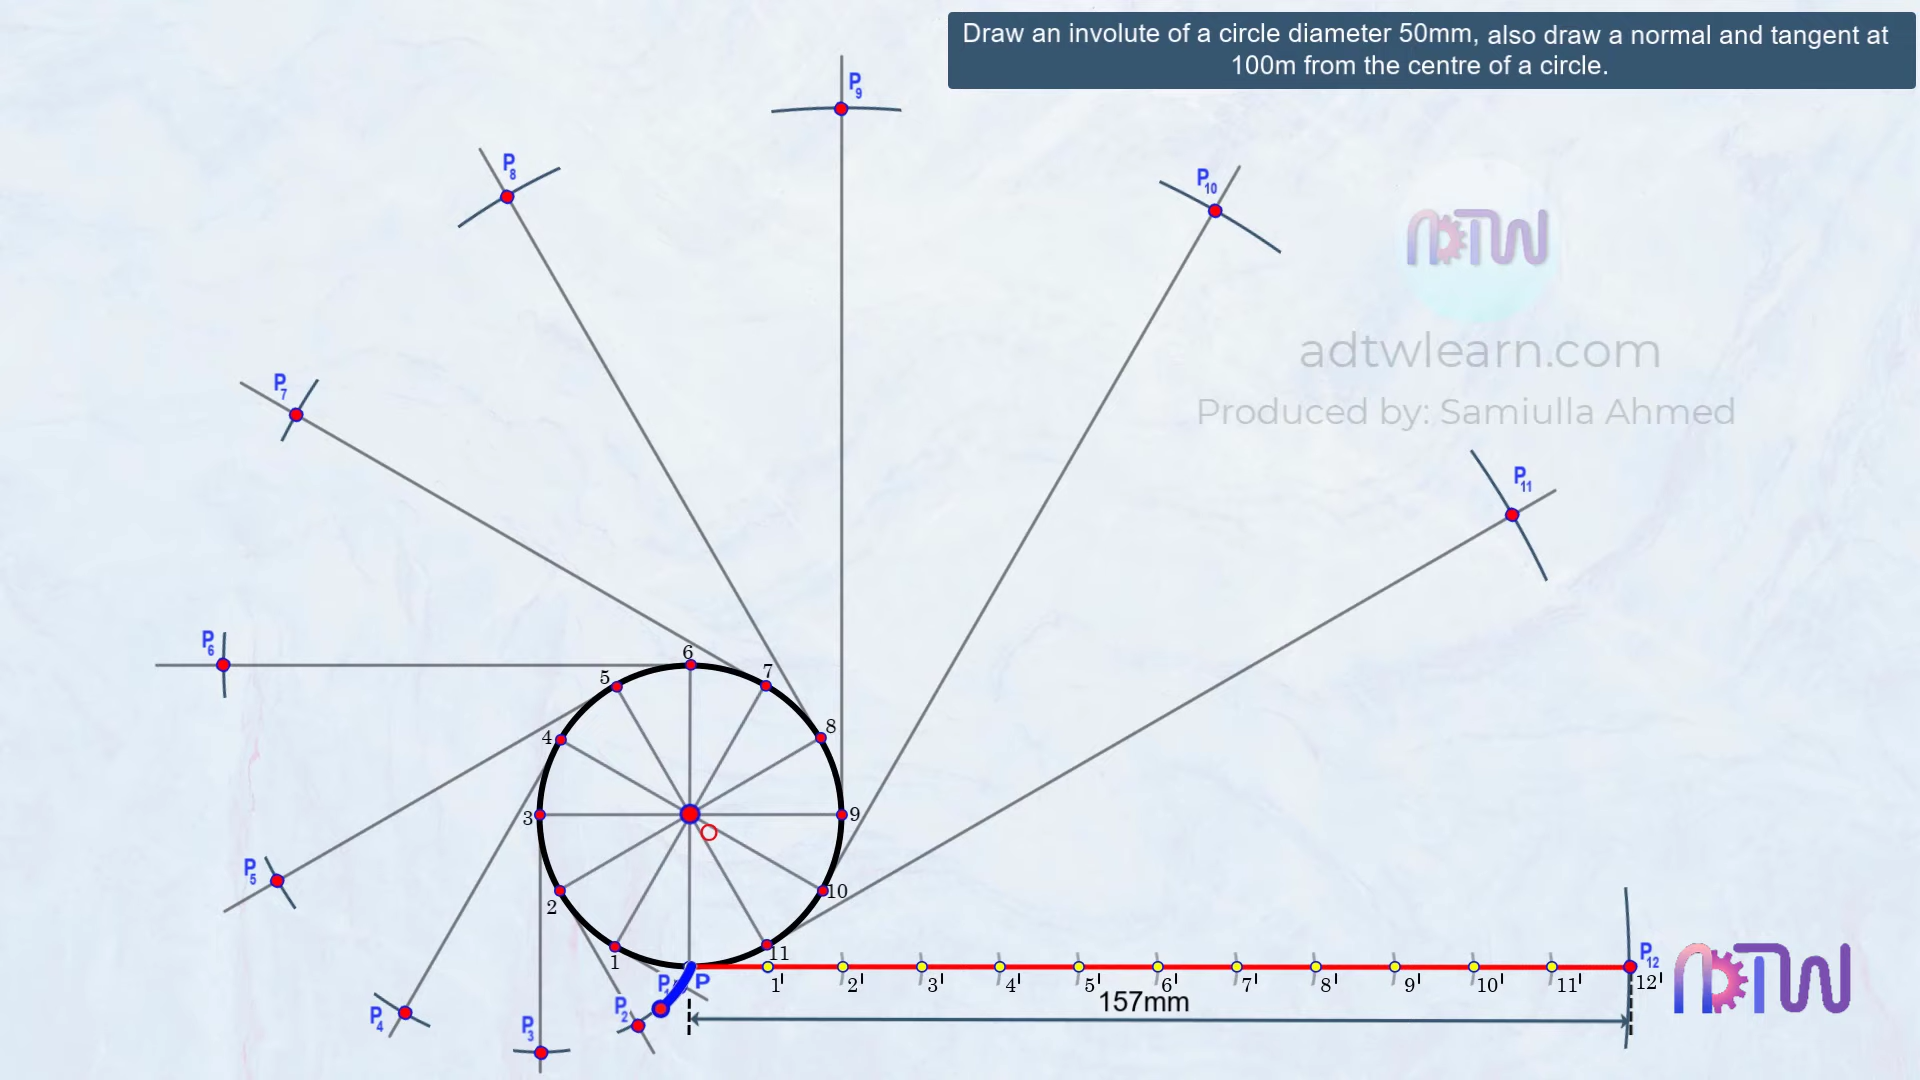 Draw an involute of a circle diameter 50mm, also draw a normal and tangent at
100m from the centre of a circle.
P9
P8
P10
ADTW
adtwlearn.com
P7
Produced by: Samiulla Ahmed
P11
P6
6
5
7
8
4
3
9
O
P5
10
2
11
1
P
P12
1' 2' 3' 4' 5' 6' 7' 8' 9' 10' 11' 12'
ADTW
P2
157mm
P4
P3